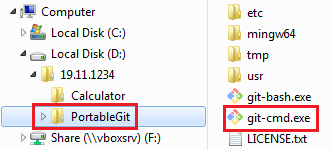 Computer
Local Disk (C:)
Local Disk (D:)
19.11.1234
Calculator
PortableGit
Share (\\vboxsrv) (F:)
etc
mingw64
tmp
usr
git-bash.exe
git-cmd.exe
LICENSE.txt